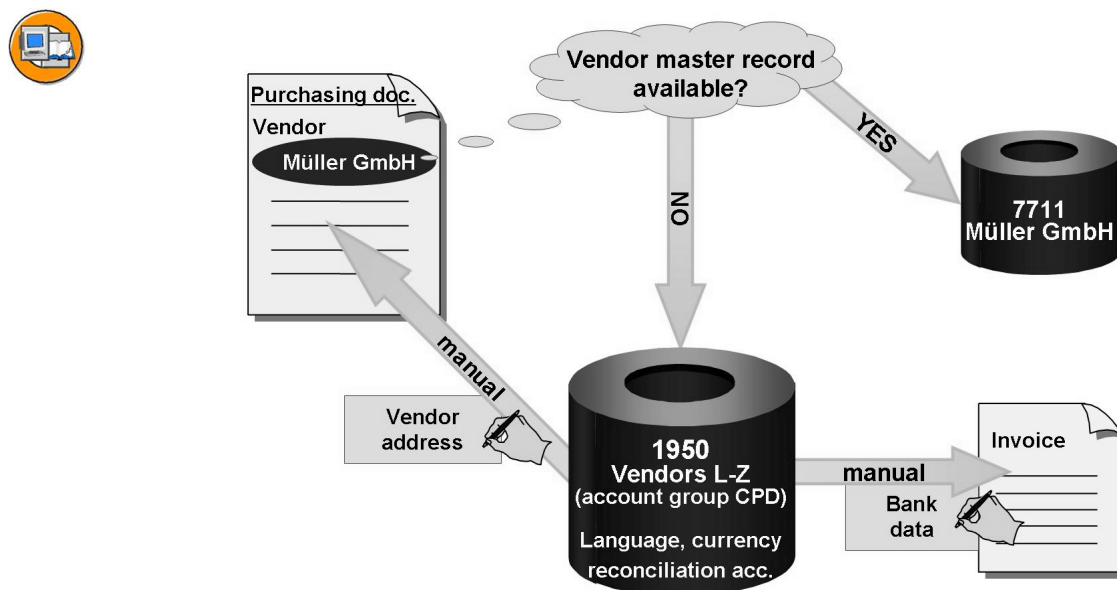 Vendor master record
available?
Purchasing doc.
Vendor
Müller GmbH
YES
NO
7711
Müller GmbH
manual
Vendor
address
1950
Vendors L-Z
(account group CPD)
Language, currency
reconciliation acc.
manual
Bank
data
Invoice